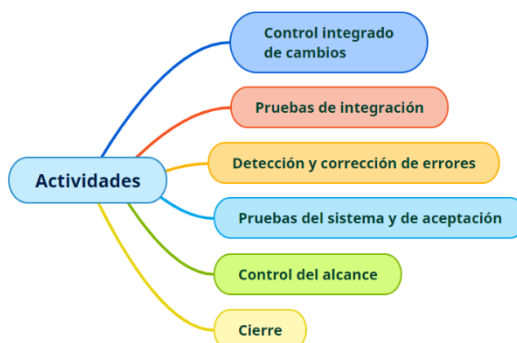 Control integrado
de cambios
Pruebas de integración
Detección y corrección de errores
Actividades
Pruebas del sistema y de aceptación
Control del alcance
Cierre